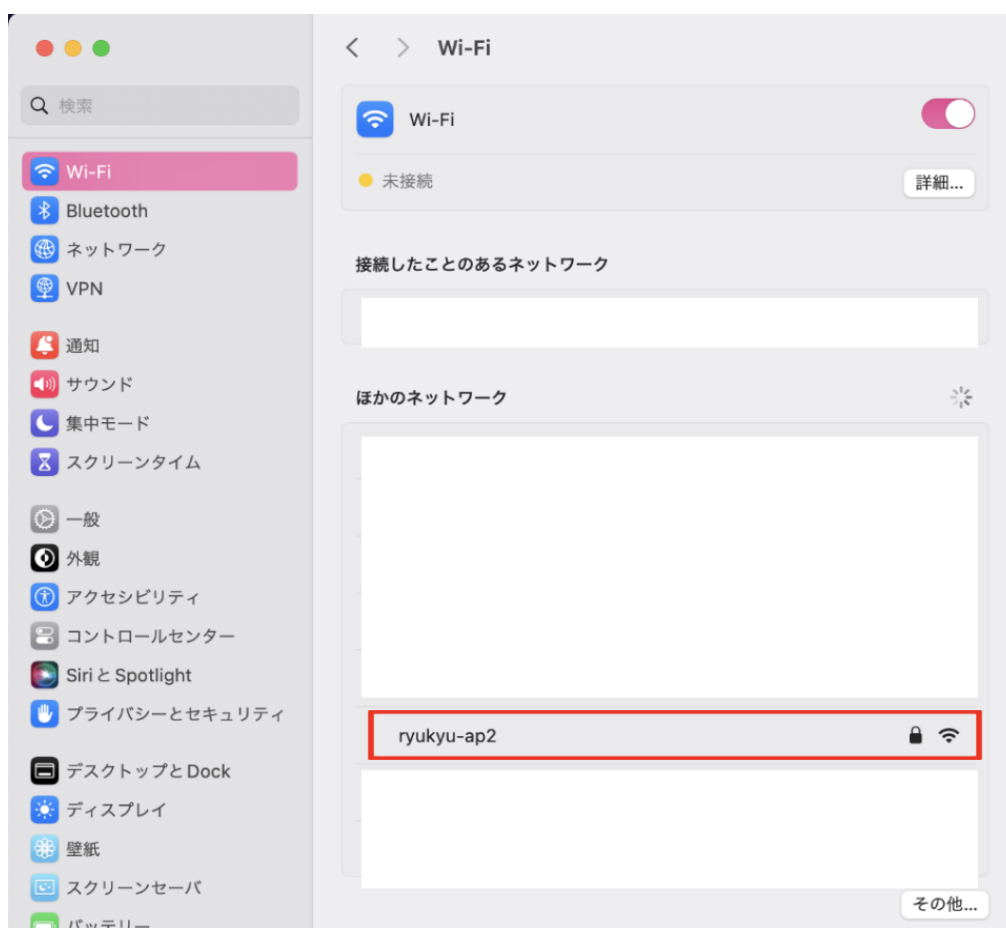 Wi-Fi
検索
Wi-Fi
Bluetooth
ネットワーク
VPN
通知
サウンド
集中モード
スクリーンタイム
一般
外観
アクセシビリティ
コントロールセンター
Siri と Spotlight
プライバシーとセキュリティ
デスクトップと Dock
ディスプレイ
壁紙
スクリーンセーバ
バッテリー
Wi-Fi
未接続
詳細...
接続したことのあるネットワーク
ほかのネットワーク
ryukyu-ap2
その他...